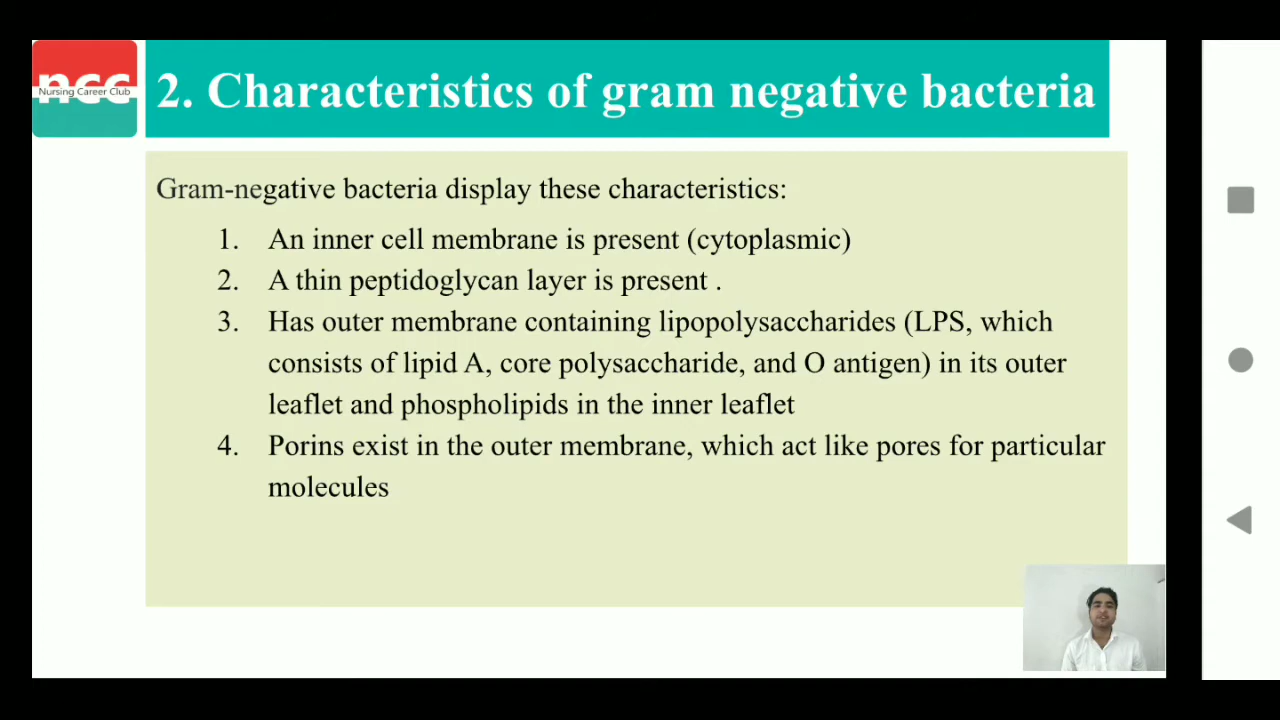 ncc
Nursing Career Club
2. Characteristics of gram negative bacteria
Gram-negative bacteria display these characteristics:
1. An inner cell membrane is present (cytoplasmic)
2. A thin peptidoglycan layer is present .
3. Has outer membrane containing lipopolysaccharides (LPS, which
consists of lipid A, core polysaccharide, and O antigen) in its outer
leaflet and phospholipids in the inner leaflet
4. Porins exist in the outer membrane, which act like pores for particular
molecules